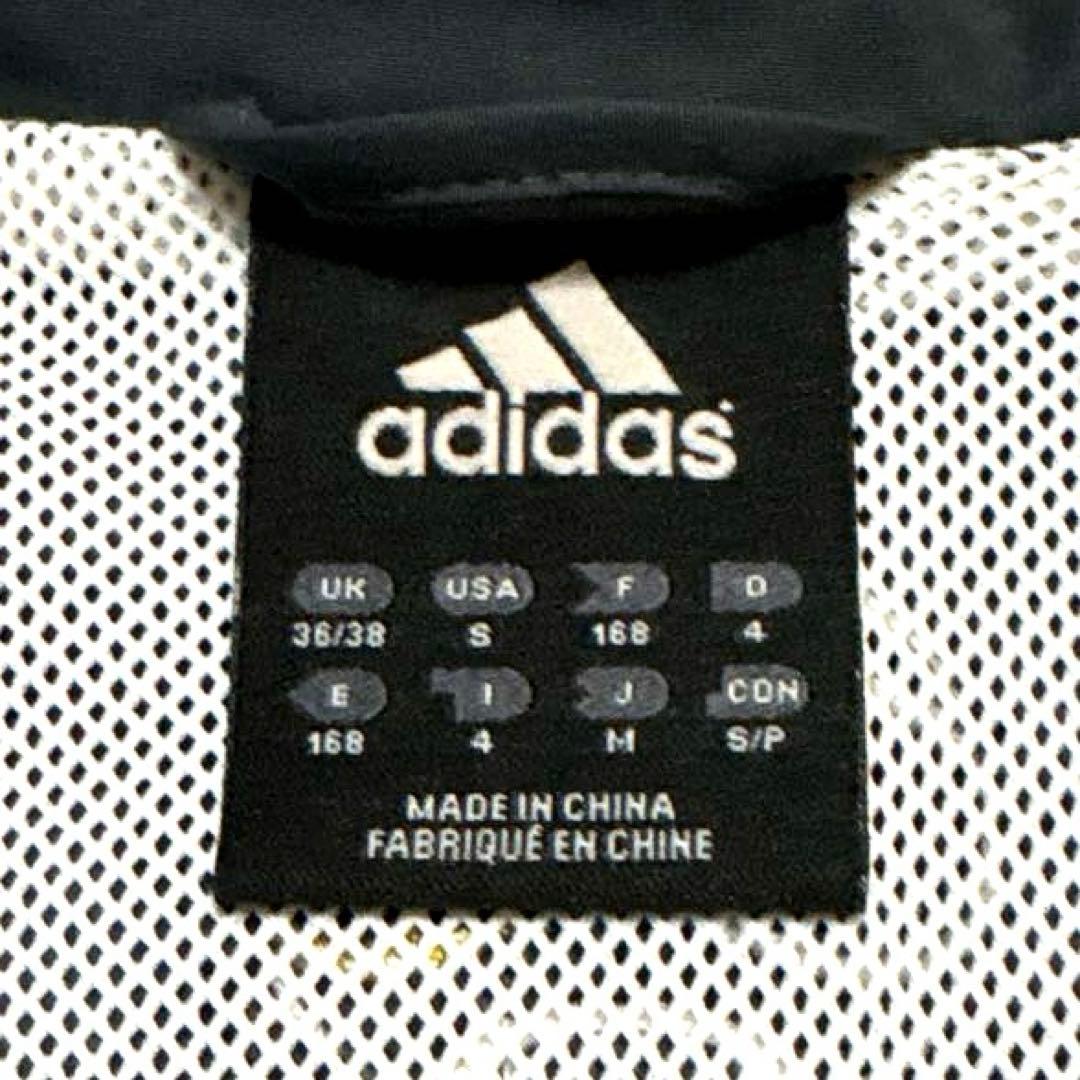 adidas
UK USA F D
36/38 S 168 4
E I J CDN
168 4 M S/P
MADE IN CHINA
FABRIQUÉ EN CHINE